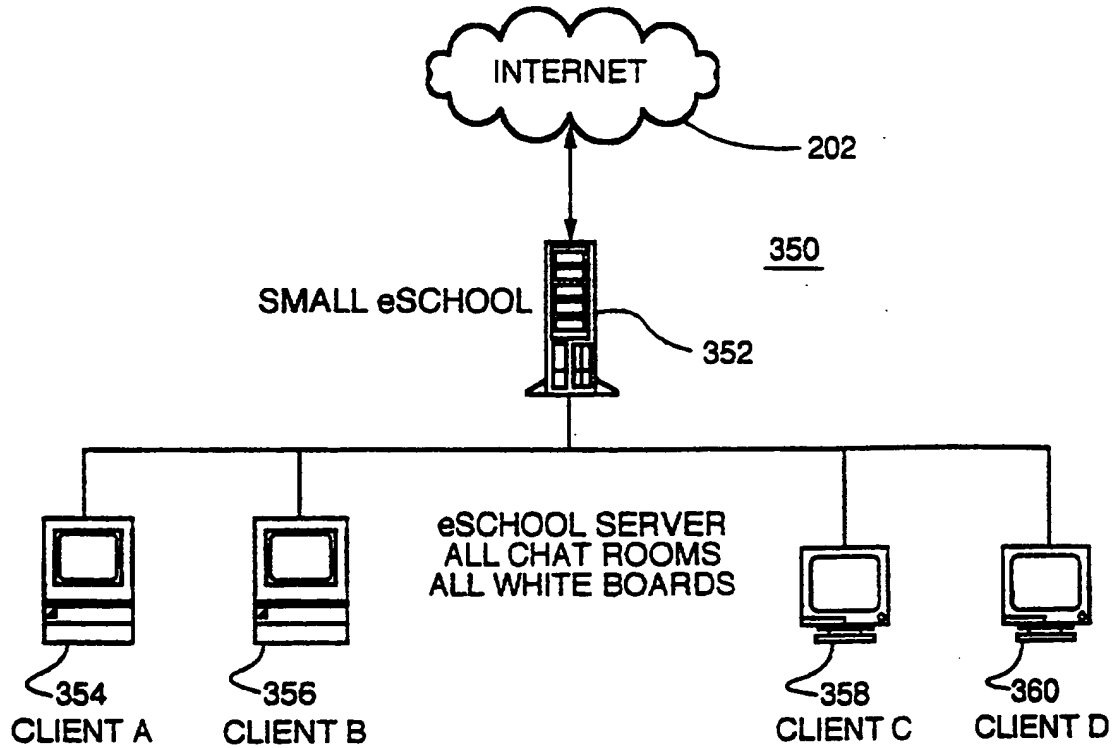 INTERNET
202
350
SMALL eSCHOOL
352
eSCHOOL SERVER
ALL CHAT ROOMS
ALL WHITE BOARDS
354
356
358
360
CLIENT A
CLIENT B
CLIENT C
CLIENT D